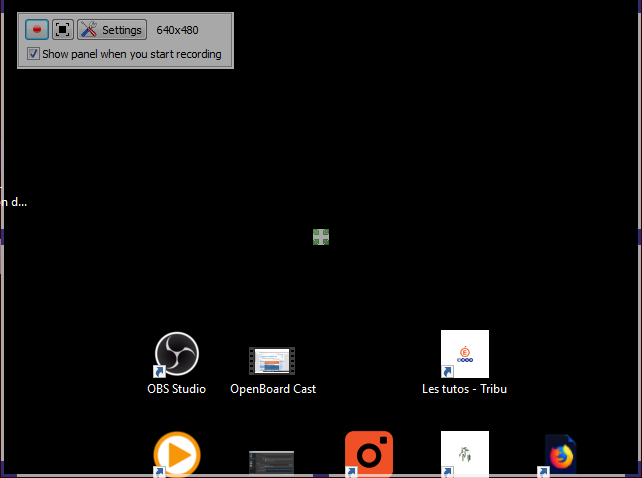 Settings 640x480
Show panel when you start recording
n d...
OBS Studio OpenBoard Cast Les tutos - Tribu